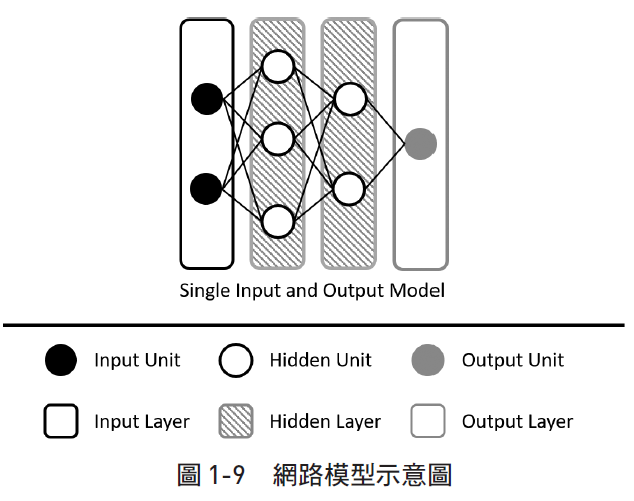 Single Input and Output Model
Input Unit Hidden Unit Output Unit
Input Layer Hidden Layer Output Layer
圖 1-9 網路模型示意圖